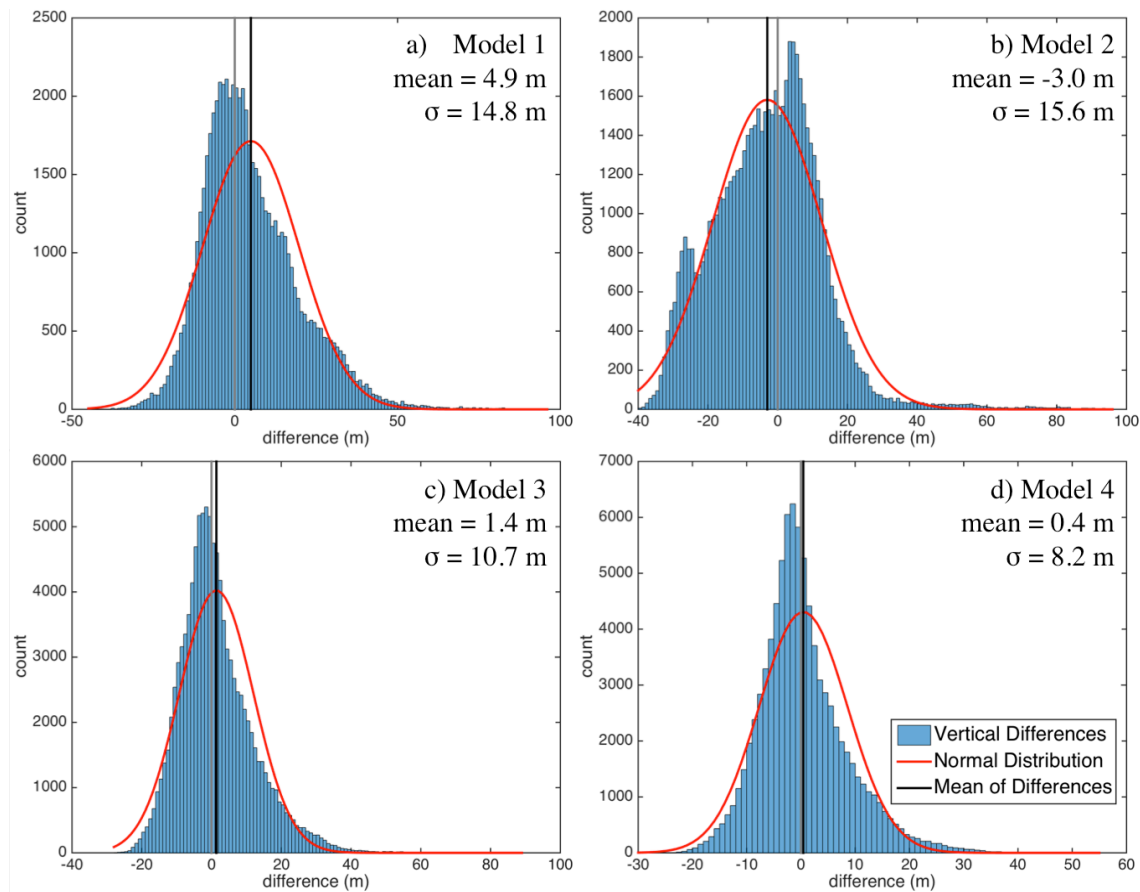 a) Model 1
mean = 4.9 m
σ = 14.8 m
2500
2000
1500
1000
500
0
count
-50
0
50
100
difference (m)
b) Model 2
mean = -3.0 m
σ = 15.6 m
2000
1800
1600
1400
1200
1000
800
600
400
200
0
count
-40
-20
0
20
40
60
80
100
difference (m)
c) Model 3
mean = 1.4 m
σ = 10.7 m
6000
5000
4000
3000
2000
1000
0
count
-40
-20
0
20
40
60
80
100
difference (m)
d) Model 4
mean = 0.4 m
σ = 8.2 m
7000
6000
5000
4000
3000
2000
1000
0
count
-30
-20
-10
0
10
20
30
40
50
60
difference (m)
Vertical Differences
Normal Distribution
Mean of Differences